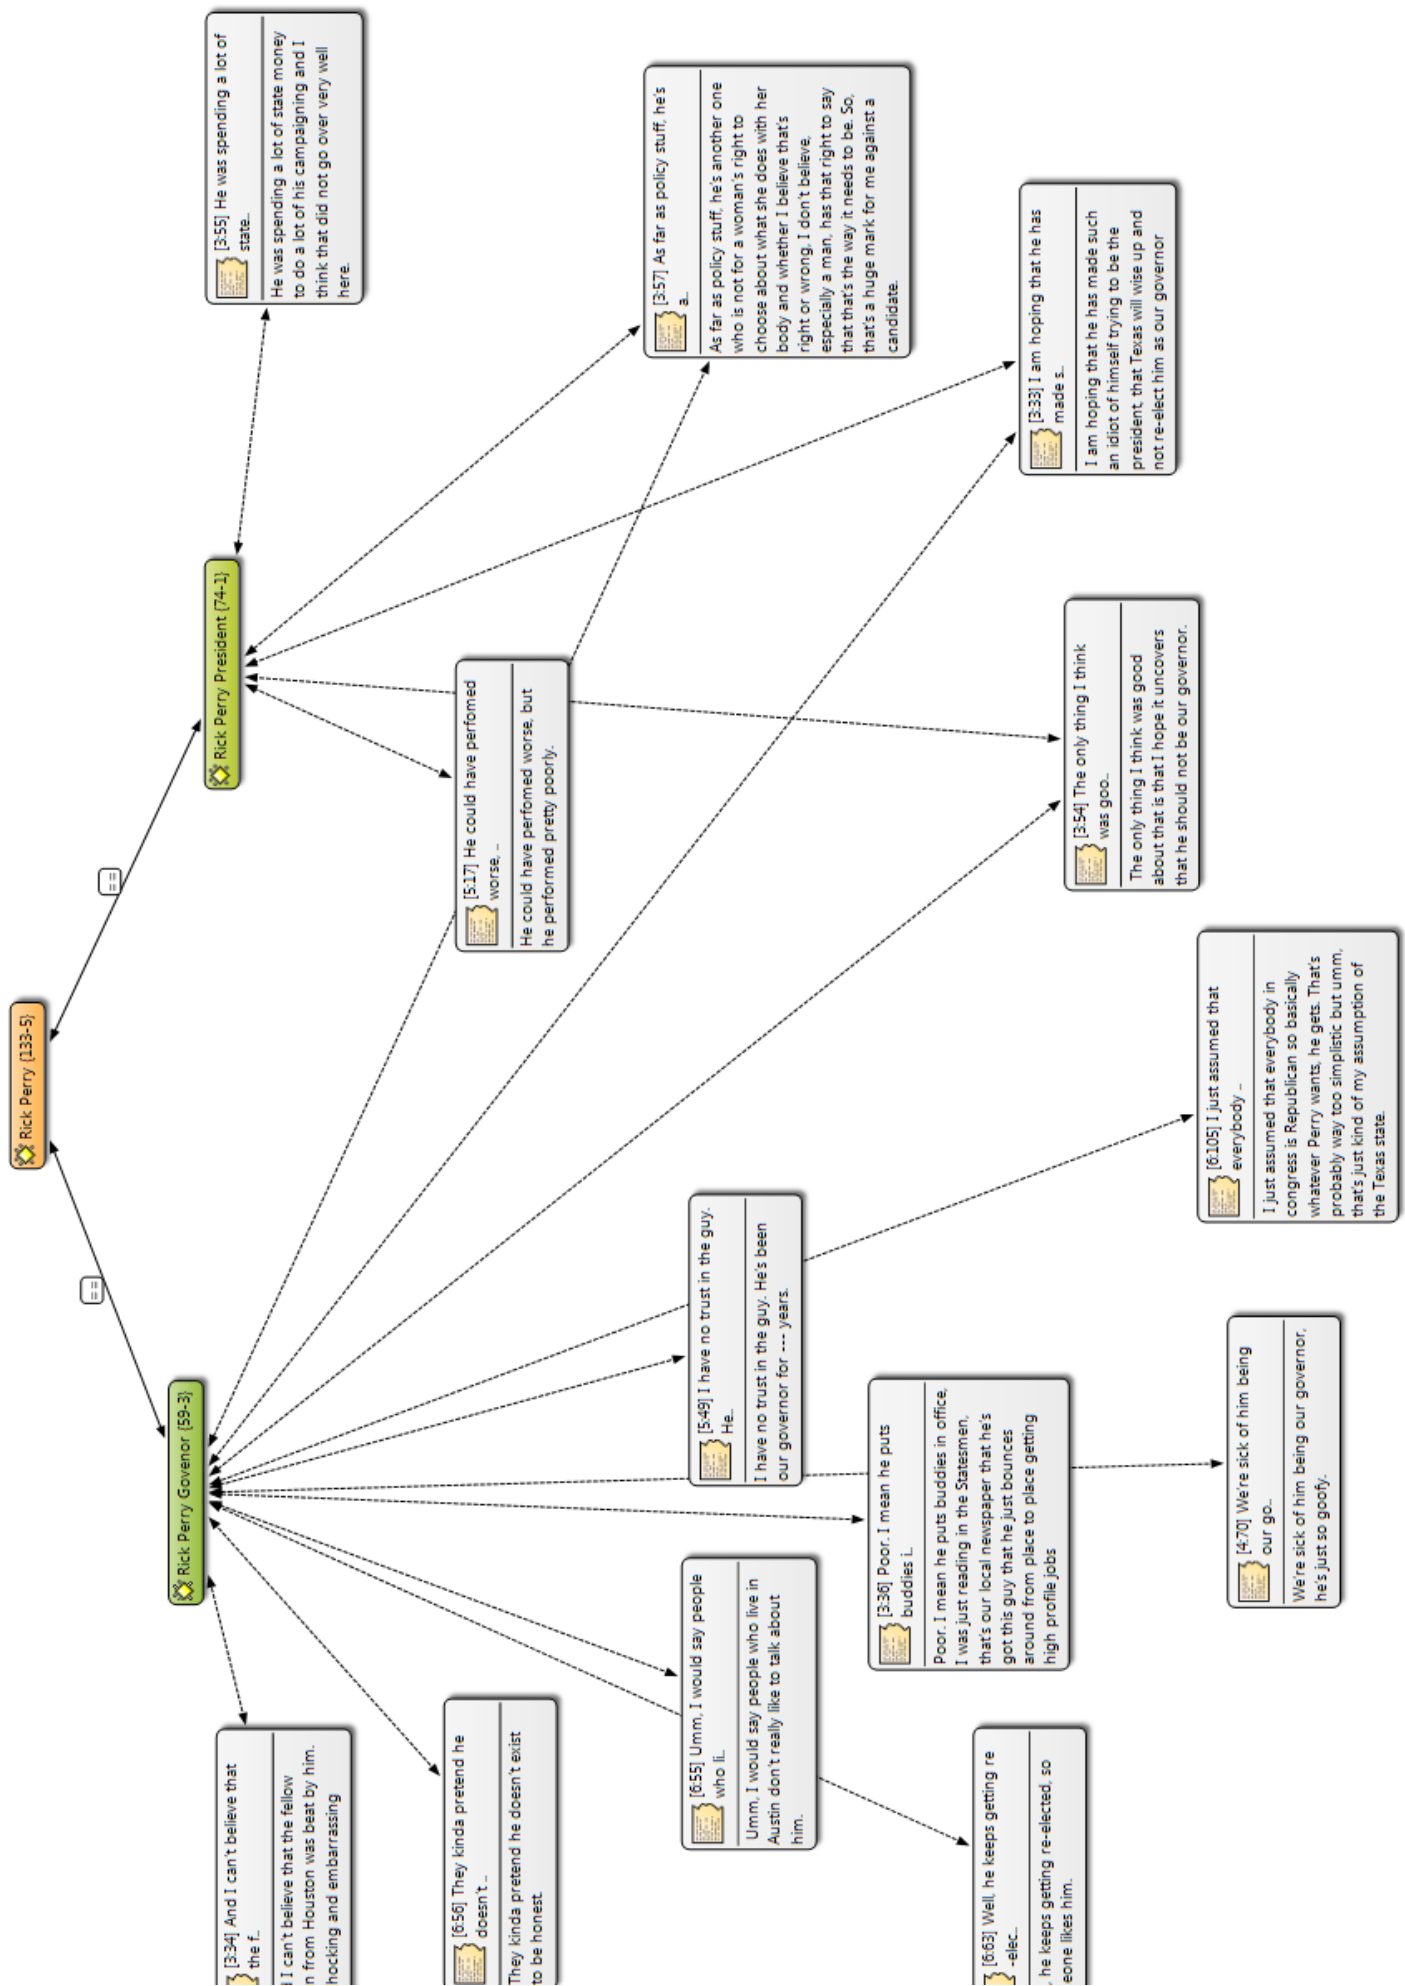 Rick Perry {133-5}
==
==
Rick Perry Govenor {59-3}
Rick Perry President {74-1}
[3:34] And I can't believe that
the f..
I can't believe that the fellow
from Houston was beat by him.
hocking and embarrassing
[3:55] He was spending a lot of
state..
He was spending a lot of state money
to do a lot of his campaigning and I
think that did not go over very well
here.
[6:56] They kinda pretend he
doesn't ..
They kinda pretend he doesn't exist
to be honest.
[5:17] He could have perfomed
worse, ..
He could have perfomed worse, but
he performed pretty poorly.
[3:57] As far as policy stuff, he's
a..
As far as policy stuff, he's another one
who is not for a woman's right to
choose about what she does with her
body and whether I believe that's
right or wrong, I don't believe,
especially a man, has that right to say
that that's the way it needs to be. So,
that's a huge mark for me against a
candidate.
[6:55] Umm, I would say people
who li..
Umm, I would say people who live in
Austin don't really like to talk about
him.
[5:49] I have no trust in the guy.
He..
I have no trust in the guy. He's been
our governor for --- years.
[3:36] Poor. I mean he puts
buddies i..
Poor. I mean he puts buddies in office,
I was just reading in the Statesmen,
that's our local newspaper that he's
got this guy that he just bounces
around from place to place getting
high profile jobs
[6:63] Well, he keeps getting re
-elec..
, he keeps getting re-elected, so
eone likes him.
[3:33] I am hoping that he has
made s..
I am hoping that he has made such
an idiot of himself trying to be the
president, that Texas will wise up and
not re-elect him as our governor
[3:54] The only thing I think
was goo..
The only thing I think was good
about that is that I hope it uncovers
that he should not be our governor.
[6:105] I just assumed that
everybody ..
I just assumed that everybody in
congress is Republican so basically
whatever Perry wants, he gets. That's
probably way too simplistic but umm,
that's just kind of my assumption of
the Texas state.
[4:70] We're sick of him being
our go..
We're sick of him being our governor,
he's just so goofy.